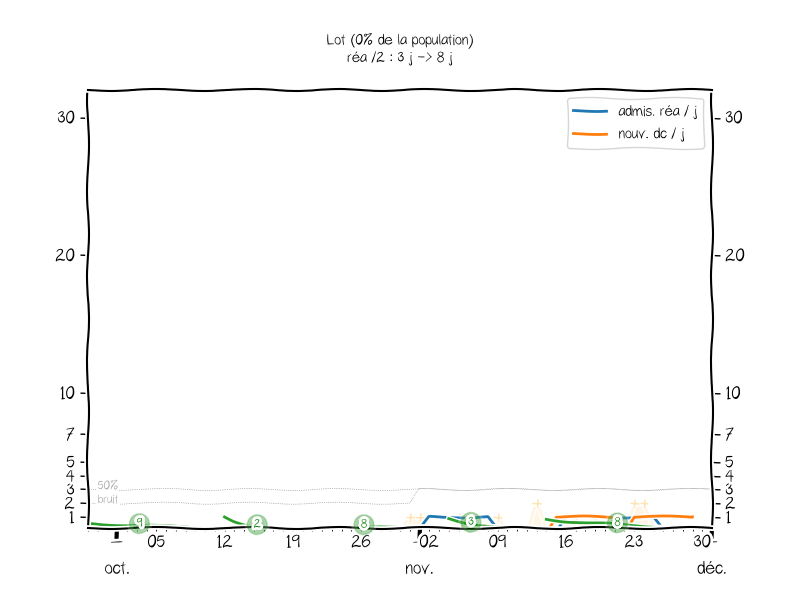 Lot (0% de la population)
réa /2 : 3 j -> 8 j
admis. réa / j
nouv. dc / j
30 30
20 20
10 10
7 7
5 5
4 4
3 3
2 2
1 1
50%
bruit
9 2 8 3 8
05 12 19 26 02 09 16 23 30
oct. nov. déc.